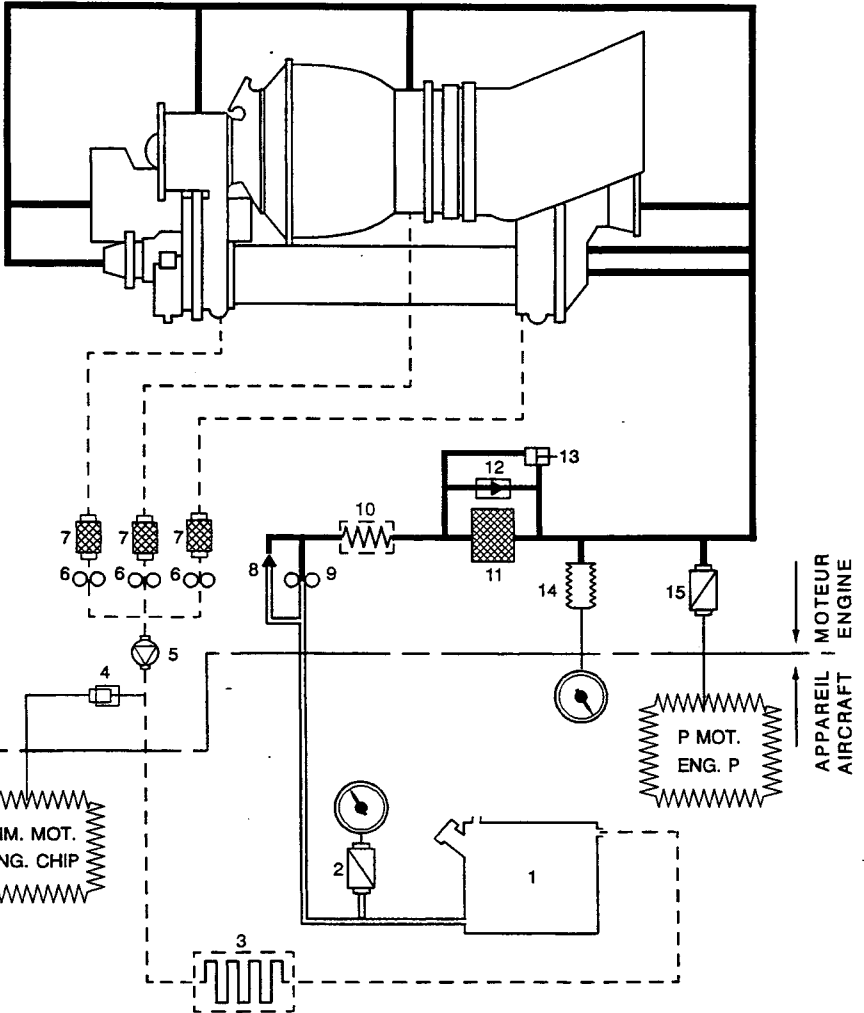 13
12
10
11
7
7
7
6
6
6
8
9
14
15
5
4
MOTEUR
ENGINE
APPAREIL
AIRCRAFT
P MOT.
ENG. P
IM. MOT.
NG. CHIP
2
1
3